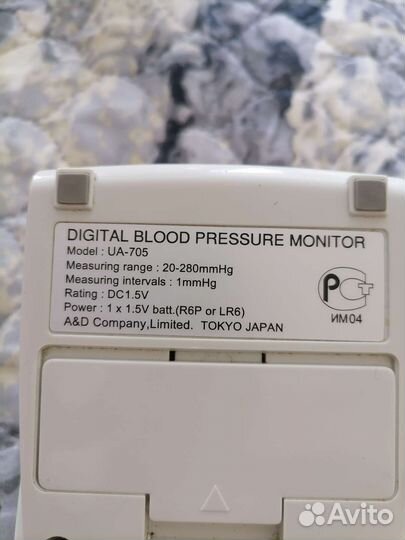 DIGITAL BLOOD PRESSURE MONITOR
Model : UA-705
Measuring range : 20-280mmHg
Measuring intervals : 1mmHg
Rating : DC1.5V
Power : 1 x 1.5V batt.(R6P or LR6)
A&D Company,Limited. TOKYO JAPAN
РСТ
ИМ04
Avito